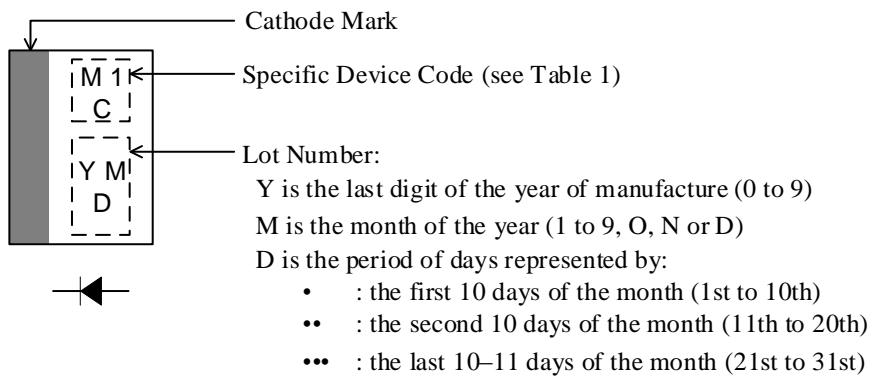 Cathode Mark
M 1
C
Specific Device Code (see Table 1)
Y M
D
Lot Number:
Y is the last digit of the year of manufacture (0 to 9)
M is the month of the year (1 to 9, O, N or D)
D is the period of days represented by:
• : the first 10 days of the month (1st to 10th)
•• : the second 10 days of the month (11th to 20th)
••• : the last 10–11 days of the month (21st to 31st)